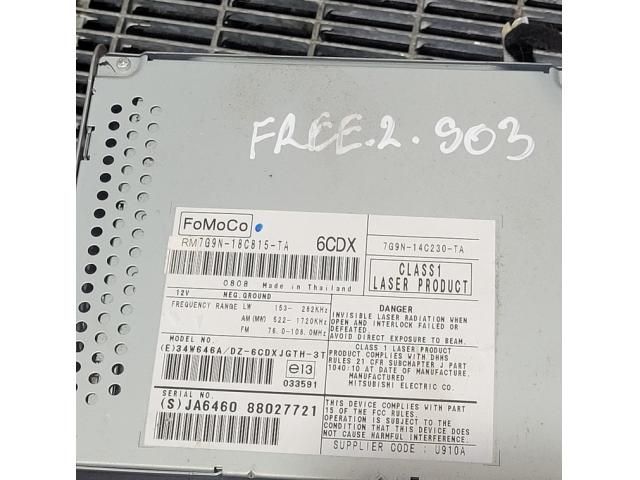 FREE.2.903
FoMoCo
RM7G9N-18C815-TA 6CDX
7G9N-14C230-TA
0808 Made in Thailand
CLASS1
LASER PRODUCT
12V NEG.GROUND
FREQUENCY RANGE LW 153- 282KHz
AM (MW) 522- 1720KHz
FM 76.0-108.0MHz
DANGER
INVISIBLE LASER RADIATION WHEN
OPEN AND INTERLOCK FAILED OR
DEFEATED
AVOID DIRECT EXPOSURE TO BEAM.
MODEL NO.
(E)34W646A/DZ-6CDXJGTH-3T
e13
033591
CLASS 1 LASER PRODUCT
PRODUCT COMPLIES WITH DHHS
RULES 21 CFR SUBCHAPTER J PART
1040:10 AT DATE OF
MANUFACTURE.
MANUFACTURED
MITSUBISHI ELECTRIC CO.
SERIAL NO.
(S)JA6460 88027721
THIS DEVICE COMPLIES WITH PART
15 OF THE FCC RULES.
OPERATION IS SUBJECT TO THE
CONDITION THAT THIS DEVICE DOES
NOT CAUSE HARMFUL INTERFERENCE.
SUPPLIER CODE : U910A